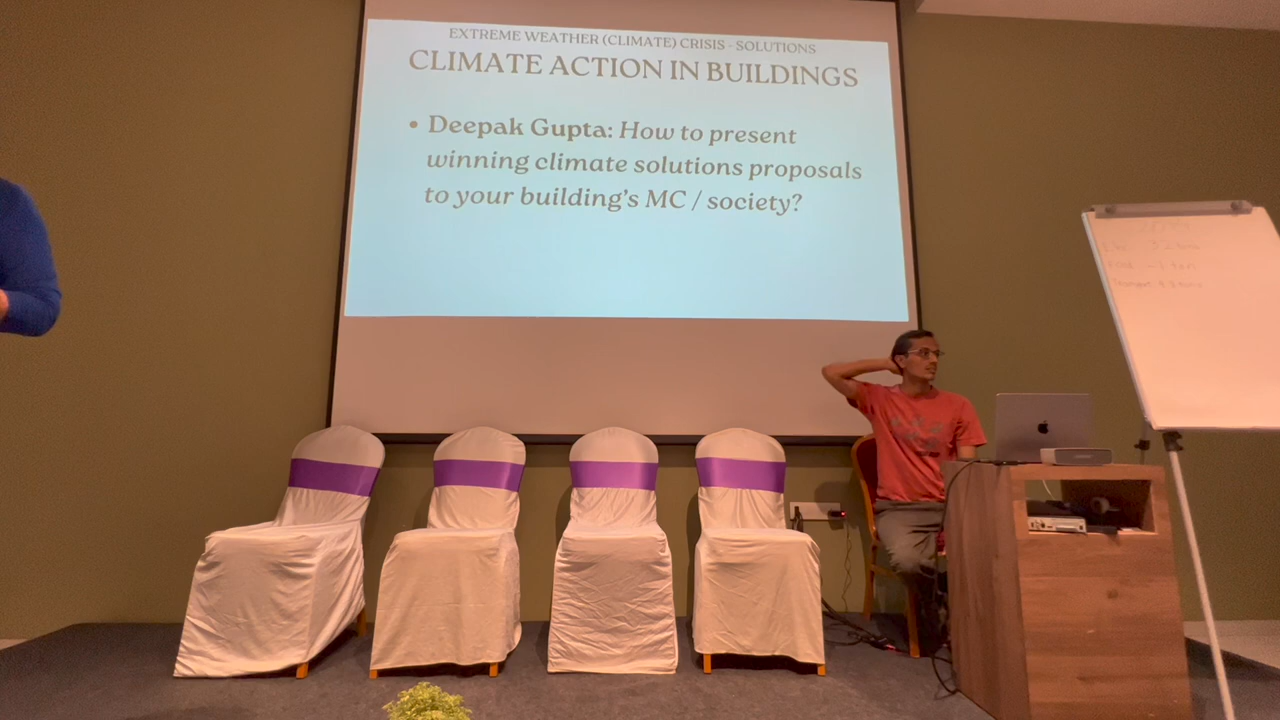 EXTREME WEATHER (CLIMATE) CRISIS - SOLUTIONS
CLIMATE ACTION IN BUILDINGS
• Deepak Gupta: How to present
winning climate solutions proposals
to your building's MC / society?